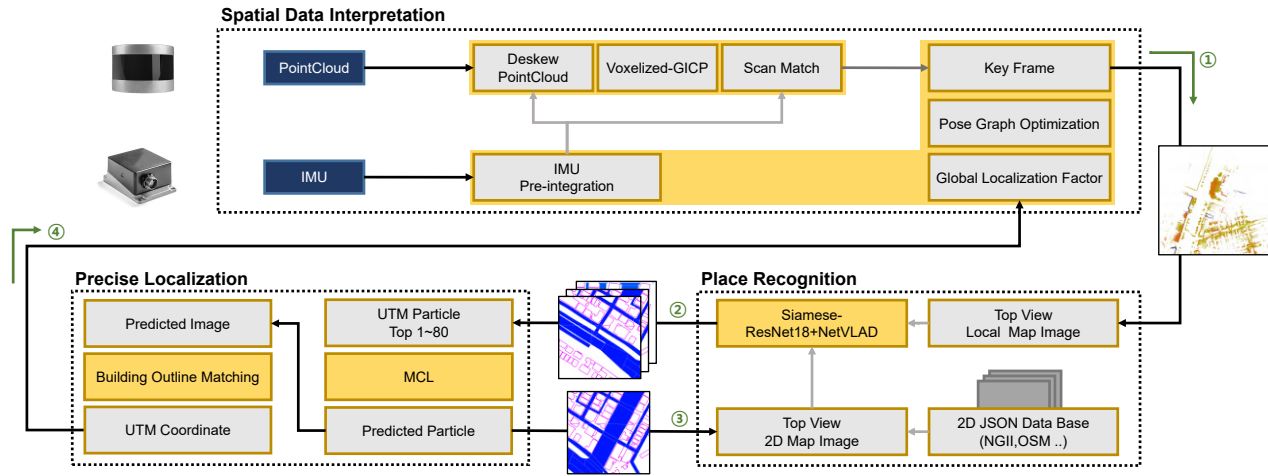 Spatial Data Interpretation
PointCloud
Deskew
PointCloud
Voxelized-GICP
Scan Match
Key Frame
①
Pose Graph Optimization
IMU
IMU
Pre-integration
Global Localization Factor
④
Precise Localization
Place Recognition
Predicted Image
UTM Particle
Top 1~80
②
Siamese-
ResNet18+NetVLAD
Top View
Local Map Image
Building Outline Matching
MCL
UTM Coordinate
Predicted Particle
③
Top View
2D Map Image
2D JSON Data Base
(NGII,OSM ..)